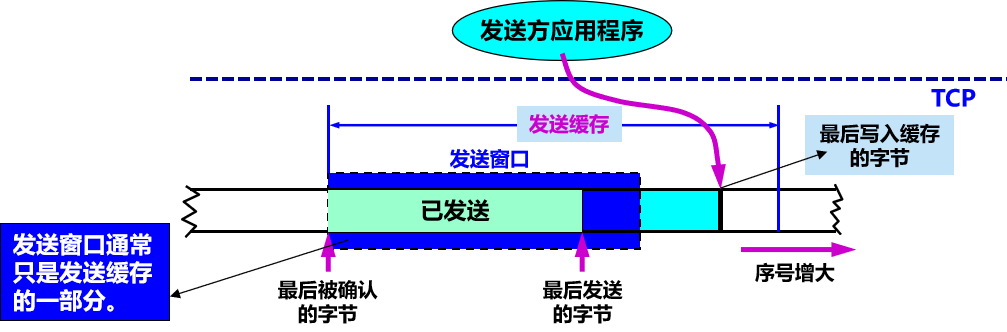 发送方应用程序
TCP
发送缓存
最后写入缓存
的字节
发送窗口
已发送
发送窗口通常
只是发送缓存
的一部分。
最后被确认
的字节
最后发送
的字节
序号增大